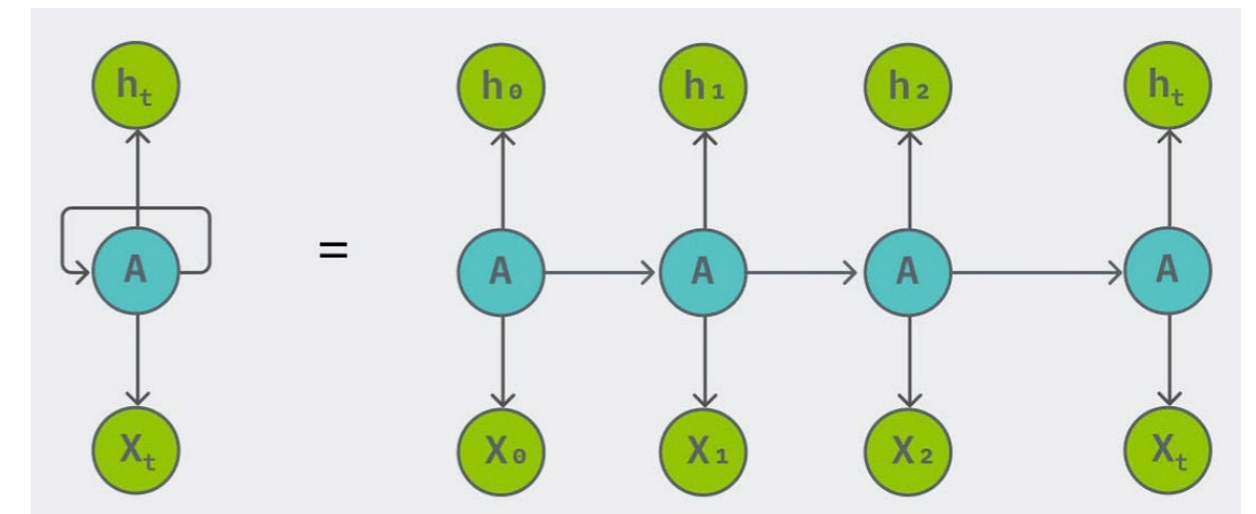 hₜ h₀ h₁ h₂ hₜ
A = A A A A
Xₜ X₀ X₁ X₂ Xₜ